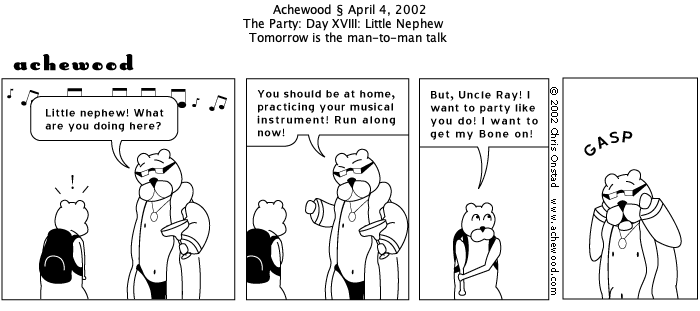 Achewood § April 4, 2002
The Party: Day XVIII: Little Nephew
Tomorrow is the man-to-man talk
achewood
Little nephew! What
are you doing here?
!
You should be at home,
practicing your musical
instrument! Run along
now!
But, Uncle Ray! I
want to party like
you do! I want to
get my Bone on!
© 2002 Chris Onstad www.achewood.com
GASP